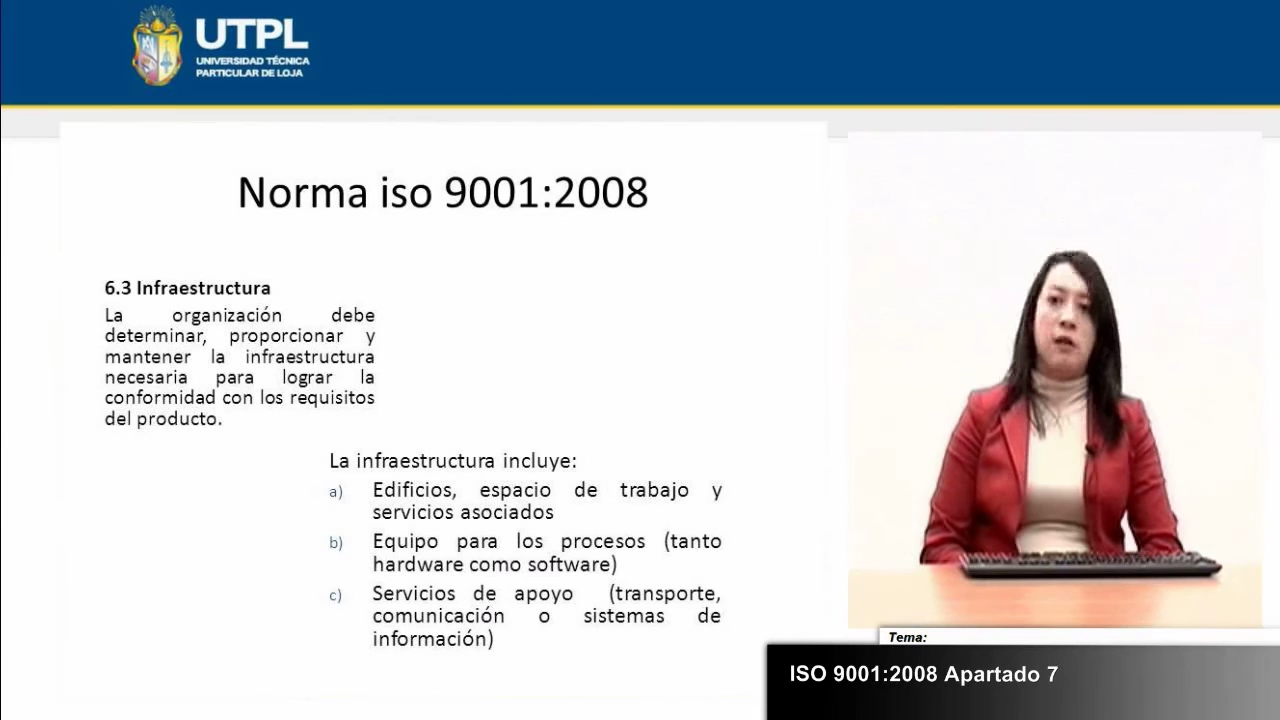 UTPL
UNIVERSIDAD TÉCNICA
PARTICULAR DE LOJA
Norma iso 9001:2008
6.3 Infraestructura
La organización debe
determinar, proporcionar y
mantener la infraestructura
necesaria para lograr la
conformidad con los requisitos
del producto.
La infraestructura incluye:
a) Edificios, espacio de trabajo y
servicios asociados
b) Equipo para los procesos (tanto
hardware como software)
c) Servicios de apoyo (transporte,
comunicación o sistemas de
información)
Tema:
ISO 9001:2008 Apartado 7